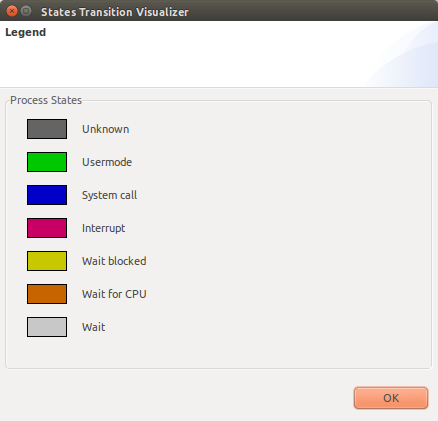 States Transition Visualizer
Legend
Process States
Unknown
Usermode
System call
Interrupt
Wait blocked
Wait for CPU
Wait
OK